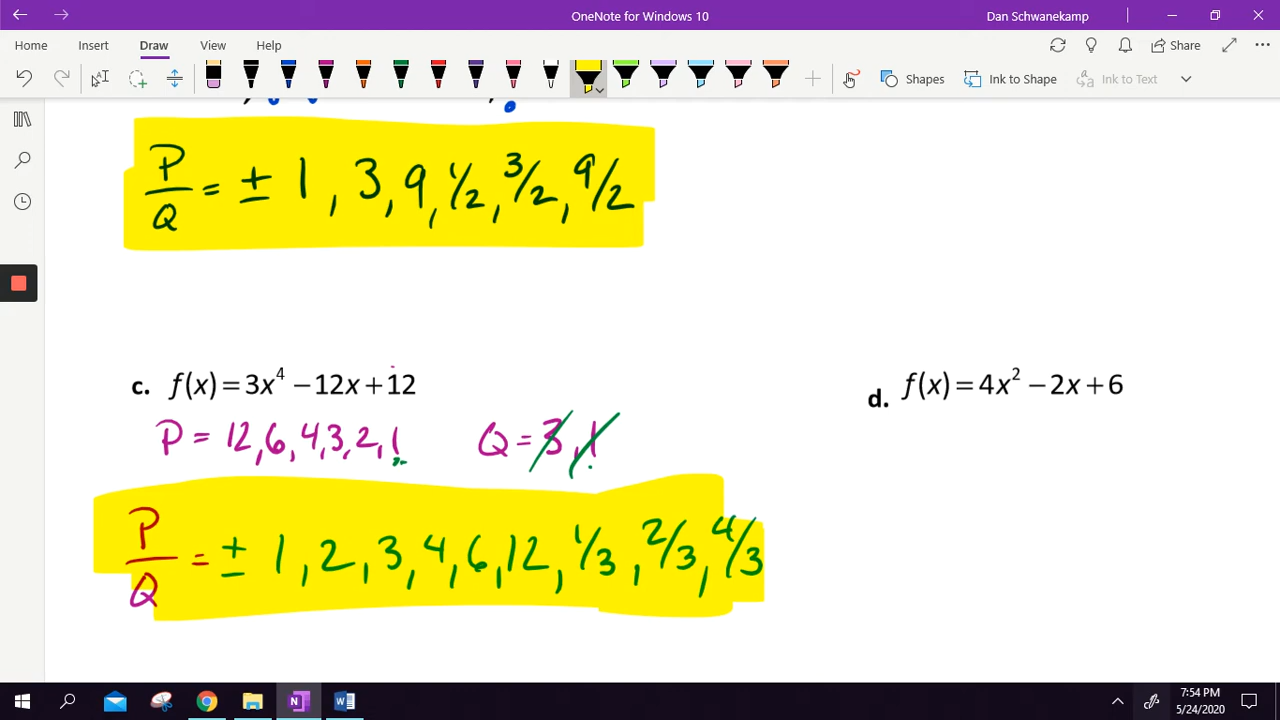 OneNote for Windows 10
Dan Schwanekamp
Home Insert Draw View Help
Share
Shapes Ink to Shape Ink to Text
P/Q = ± 1, 3, 9, 1/2, 3/2, 9/2
c. f(x) = 3x⁴ − 12x + 12
d. f(x) = 4x² − 2x + 6
P = 12, 6, 4, 3, 2, 1 Q = 3, 1
P/Q = ± 1, 2, 3, 4, 6, 12, 1/3, 2/3, 4/3
7:54 PM
5/24/2020